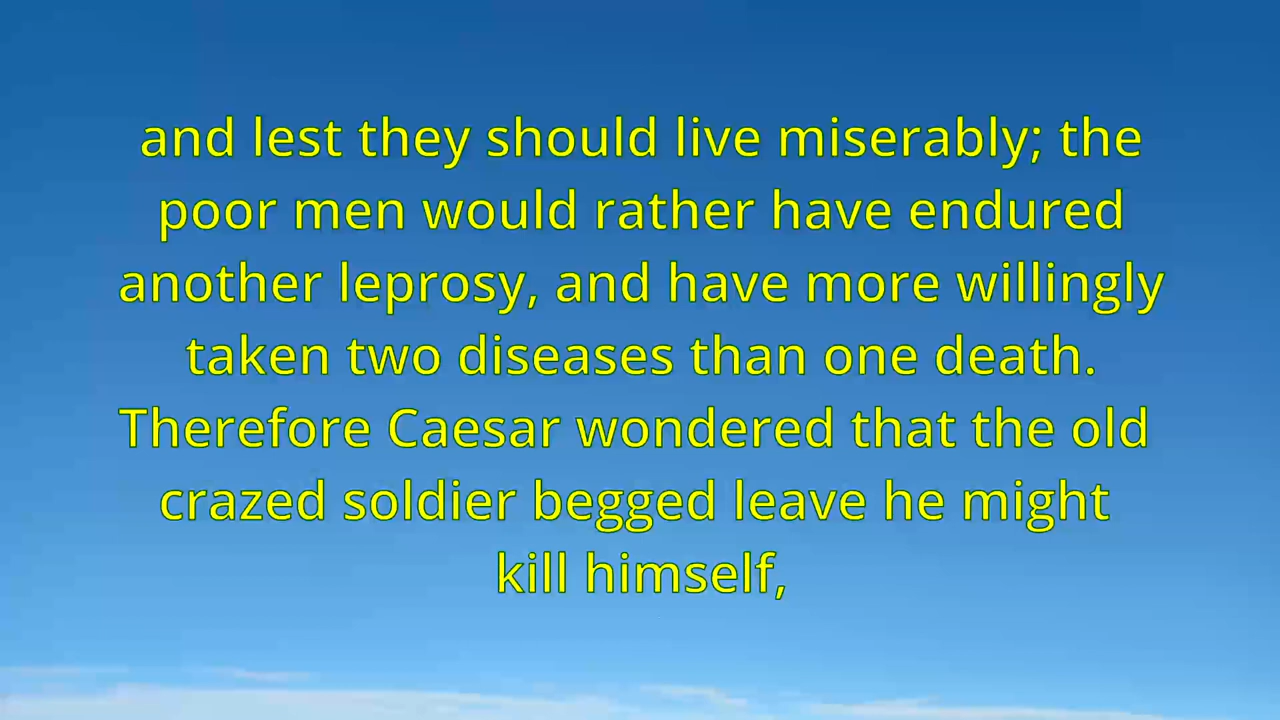 and lest they should live miserably; the
poor men would rather have endured
another leprosy, and have more willingly
taken two diseases than one death.
Therefore Caesar wondered that the old
crazed soldier begged leave he might
kill himself,